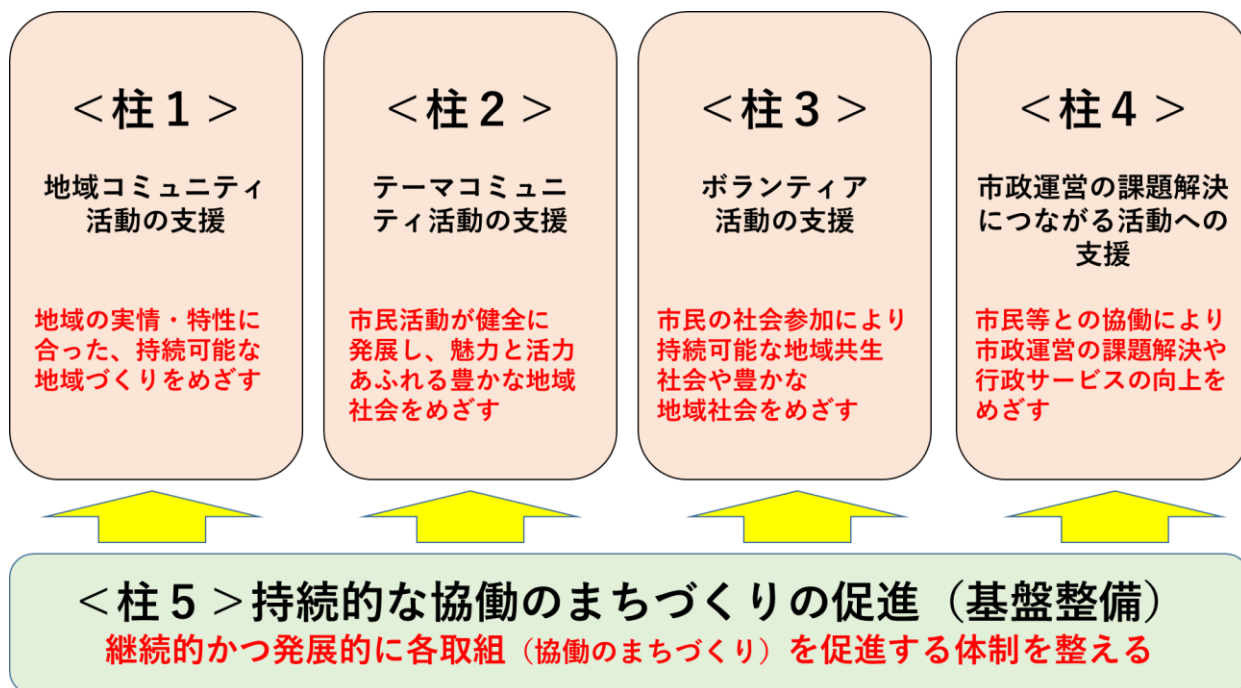 ＜柱１＞
地域コミュニティ
活動の支援
地域の実情・特性に
合った、持続可能な
地域づくりをめざす
＜柱２＞
テーマコミュニ
ティ活動の支援
市民活動が健全に
発展し、魅力と活力
あふれる豊かな地域
社会をめざす
＜柱３＞
ボランティア
活動の支援
市民の社会参加により
持続可能な地域共生
社会や豊かな
地域社会をめざす
＜柱４＞
市政運営の課題解決
につながる活動への
支援
市民等との協働により
市政運営の課題解決や
行政サービスの向上を
めざす
＜柱５＞持続的な協働のまちづくりの促進（基盤整備）
継続的かつ発展的に各取組（協働のまちづくり）を促進する体制を整える